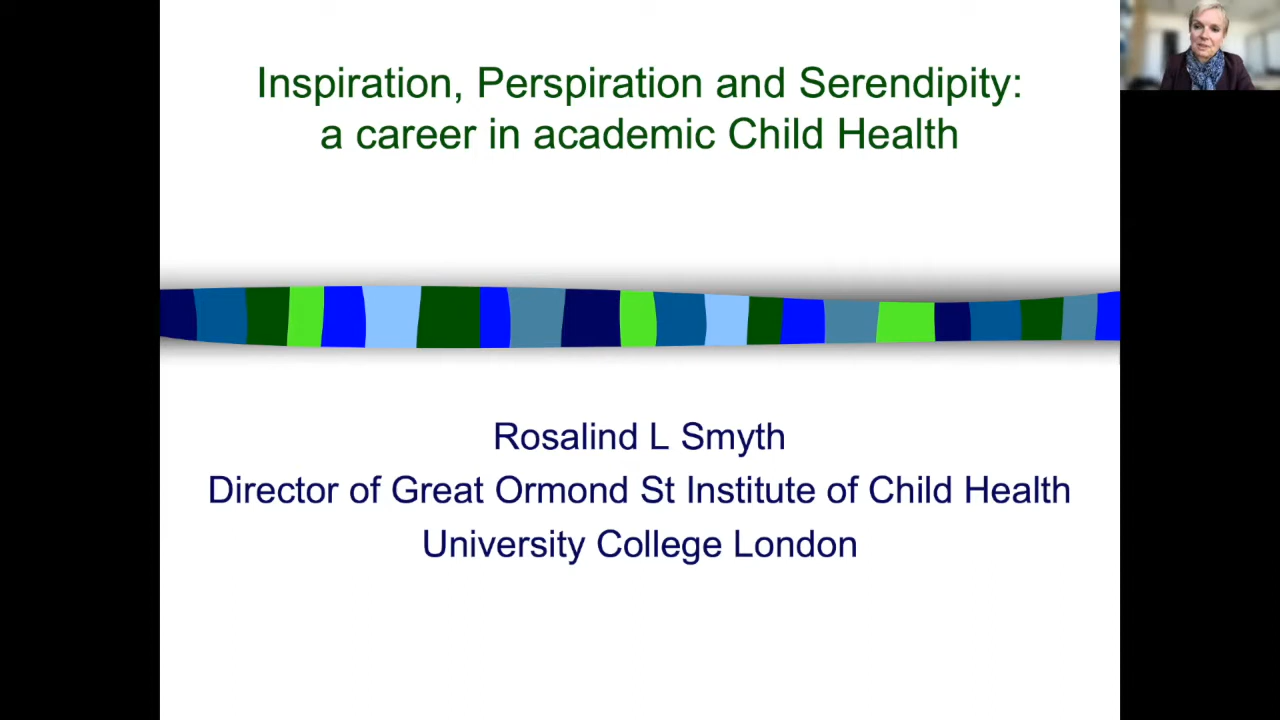 Inspiration, Perspiration and Serendipity:
a career in academic Child Health
Rosalind L Smyth
Director of Great Ormond St Institute of Child Health
University College London